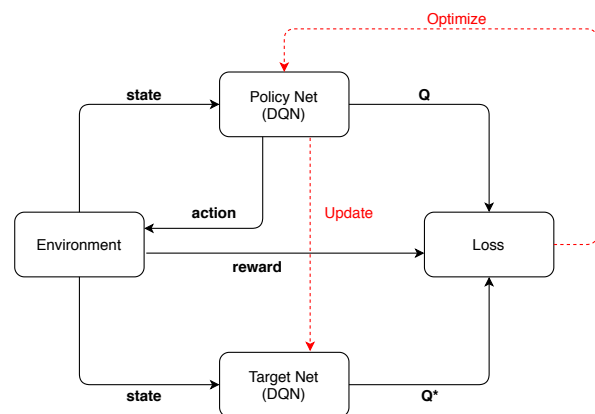 Optimize
state
Policy Net
(DQN)
Q
action
Update
Environment
reward
Loss
state
Target Net
(DQN)
Q*